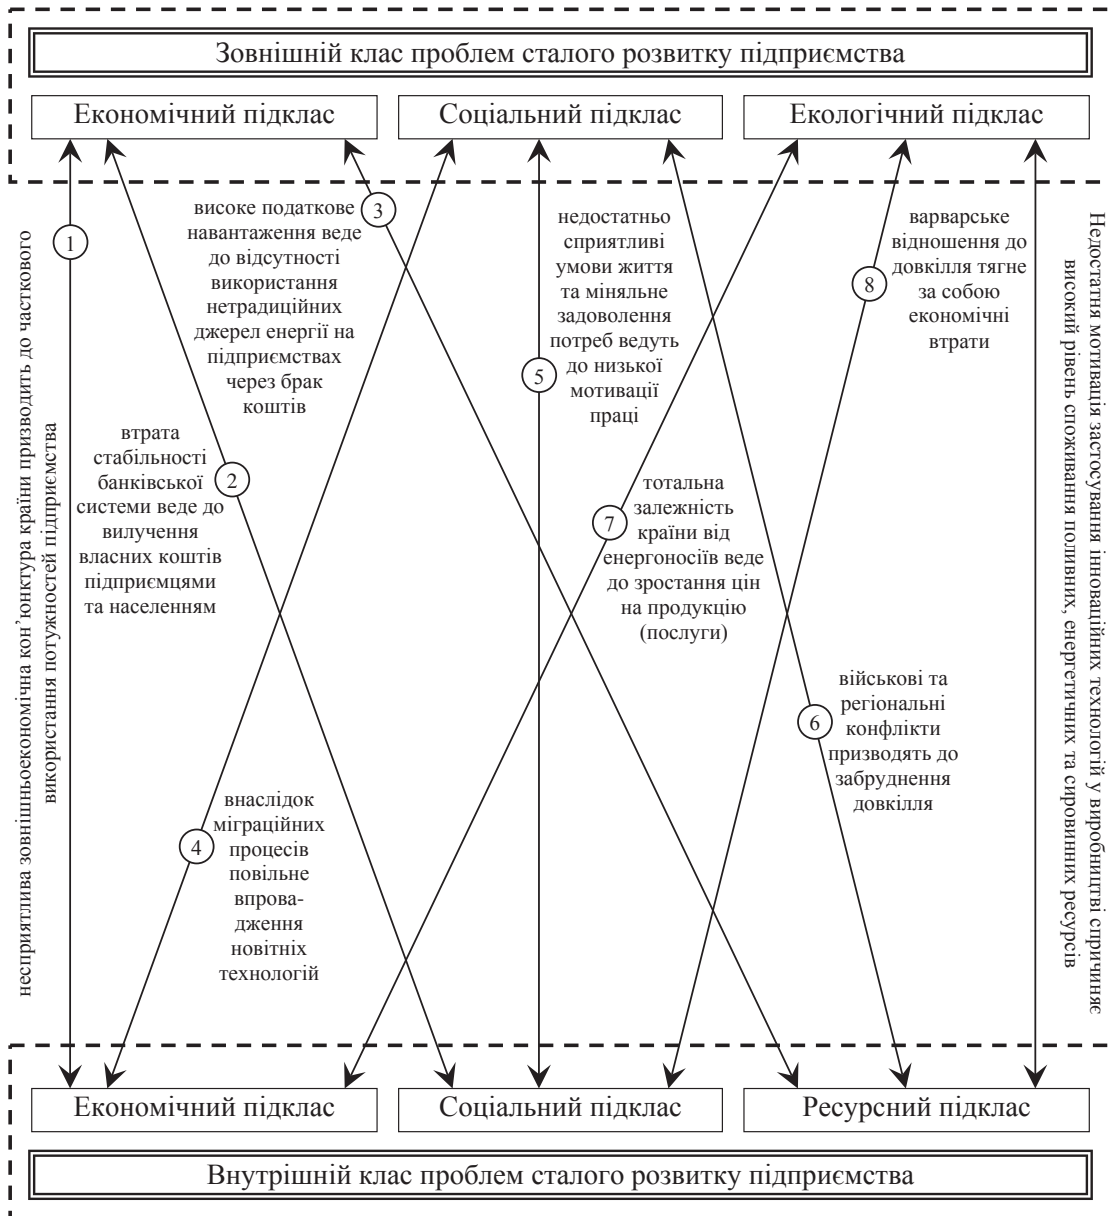 Зовнішній клас проблем сталого розвитку підприємства
Економічний підклас
Соціальний підклас
Екологічний підклас
несприятлива зовнішньоекономічна кон’юнктура країни призводить до часткового
використання потужностей підприємства
1
високе податкове
навантаження веде
до відсутності
використання
нетрадиційних
джерел енергії на
підприємствах
через брак
коштів
3
втрата
стабільності
банківської
системи веде до
вилучення
власних коштів
підприємцями
та населенням
2
внаслідок
міграційних
процесів
повільне
впрова-
дження
новітніх
технологій
4
недостатньо
сприятливі
умови життя
та міняльне
задоволення
потреб ведуть
до низької
мотивації
праці
5
тотальна
залежність
країни від
енергоносіїв веде
до зростання цін
на продукцію
(послуги)
7
варварське
відношення до
довкілля тягне
за собою
економічні
втрати
8
військові та
регіональні
конфлікти
призводять до
забруднення
довкілля
6
Недостатня мотивація застосування інноваційних технологій у виробництві спричиняє
високий рівень споживання поливних, енергетичних та сировинних ресурсів
Економічний підклас
Соціальний підклас
Ресурсний підклас
Внутрішній клас проблем сталого розвитку підприємства